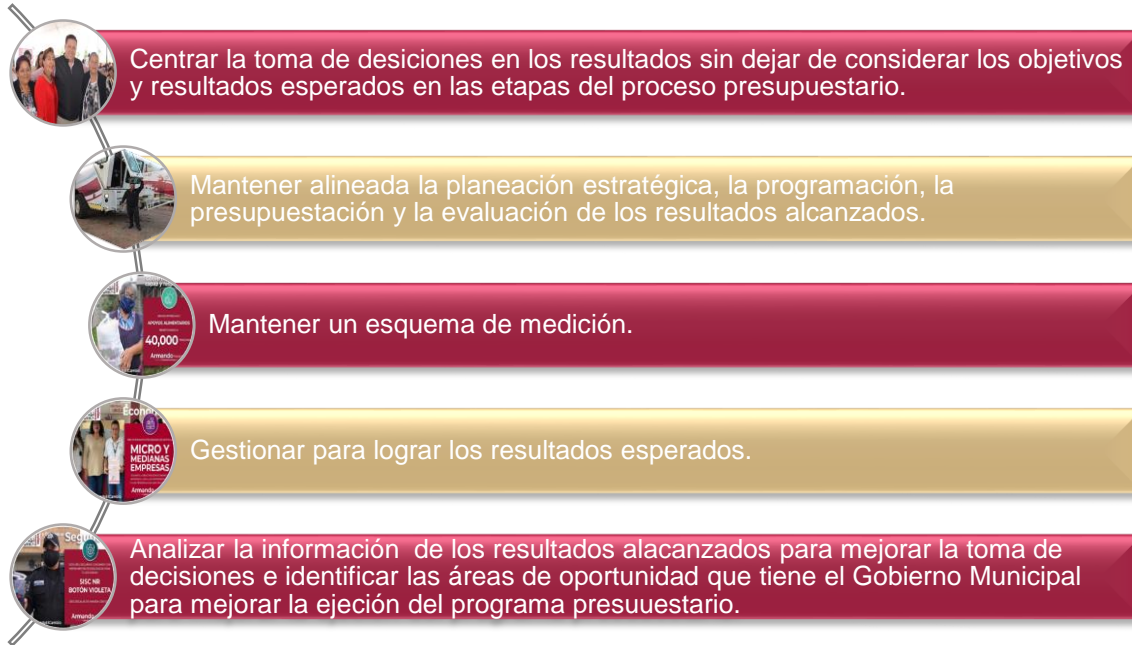 Centrar la toma de desiciones en los resultados sin dejar de considerar los objetivos
y resultados esperados en las etapas del proceso presupuestario.
Mantener alineada la planeación estratégica, la programación, la
presupuestación y la evaluación de los resultados alcanzados.
APOYOS ALIMENTARIOS
40,000
Armando
Mantener un esquema de medición.
MICRO Y
MEDIANAS
EMPRESAS
Armando
Gestionar para lograr los resultados esperados.
SISC NR
BOTÓN VIOLETA
Armando
Analizar la información  de los resultados alacanzados para mejorar la toma de
decisiones e identificar las áreas de oportunidad que tiene el Gobierno Municipal
para mejorar la ejeción del programa presuuestario.